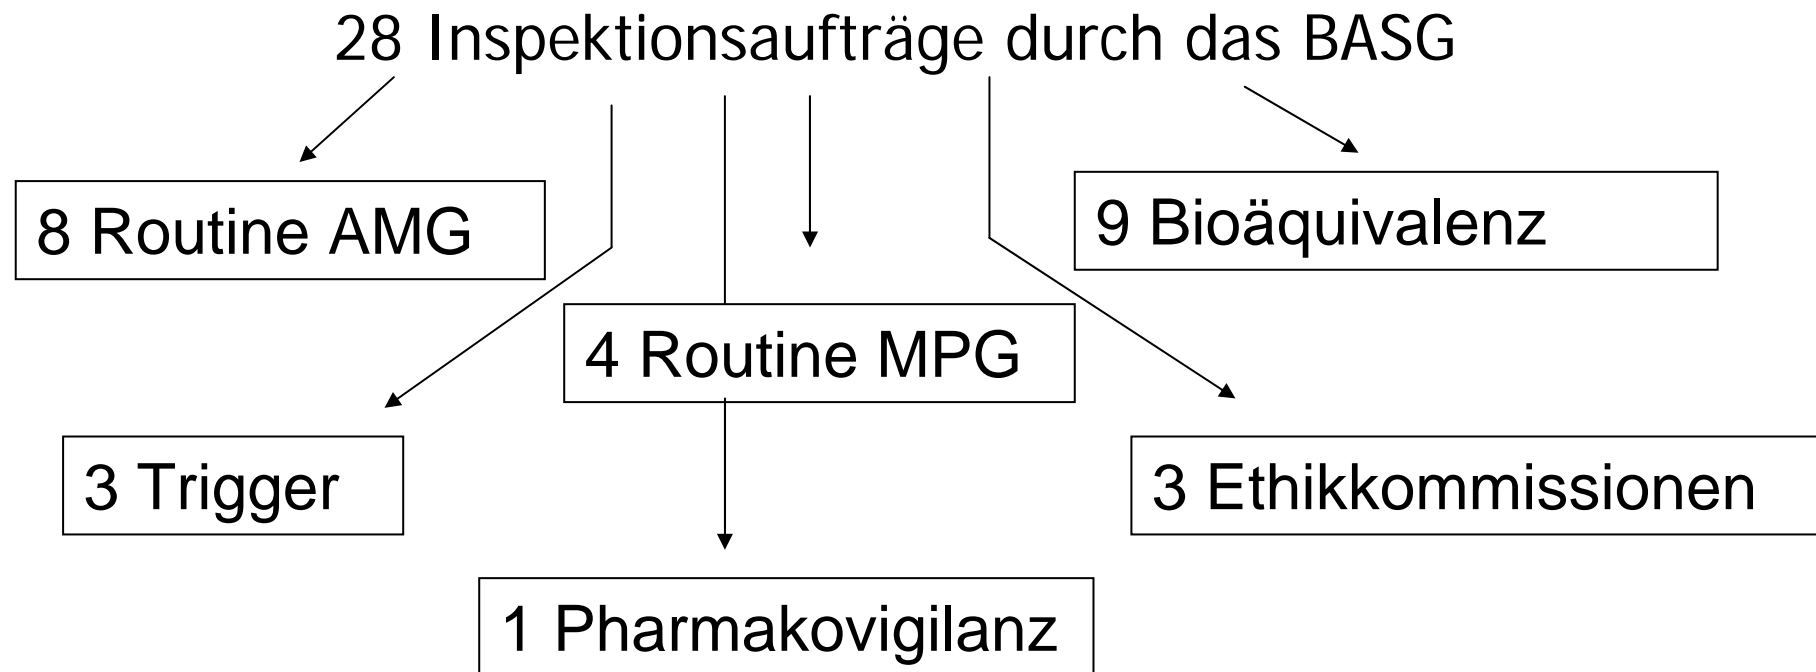 28 Inspektionsaufträge durch das BASG
8 Routine AMG
9 Bioäquivalenz
4 Routine MPG
3 Trigger
3 Ethikkommissionen
1 Pharmakovigilanz